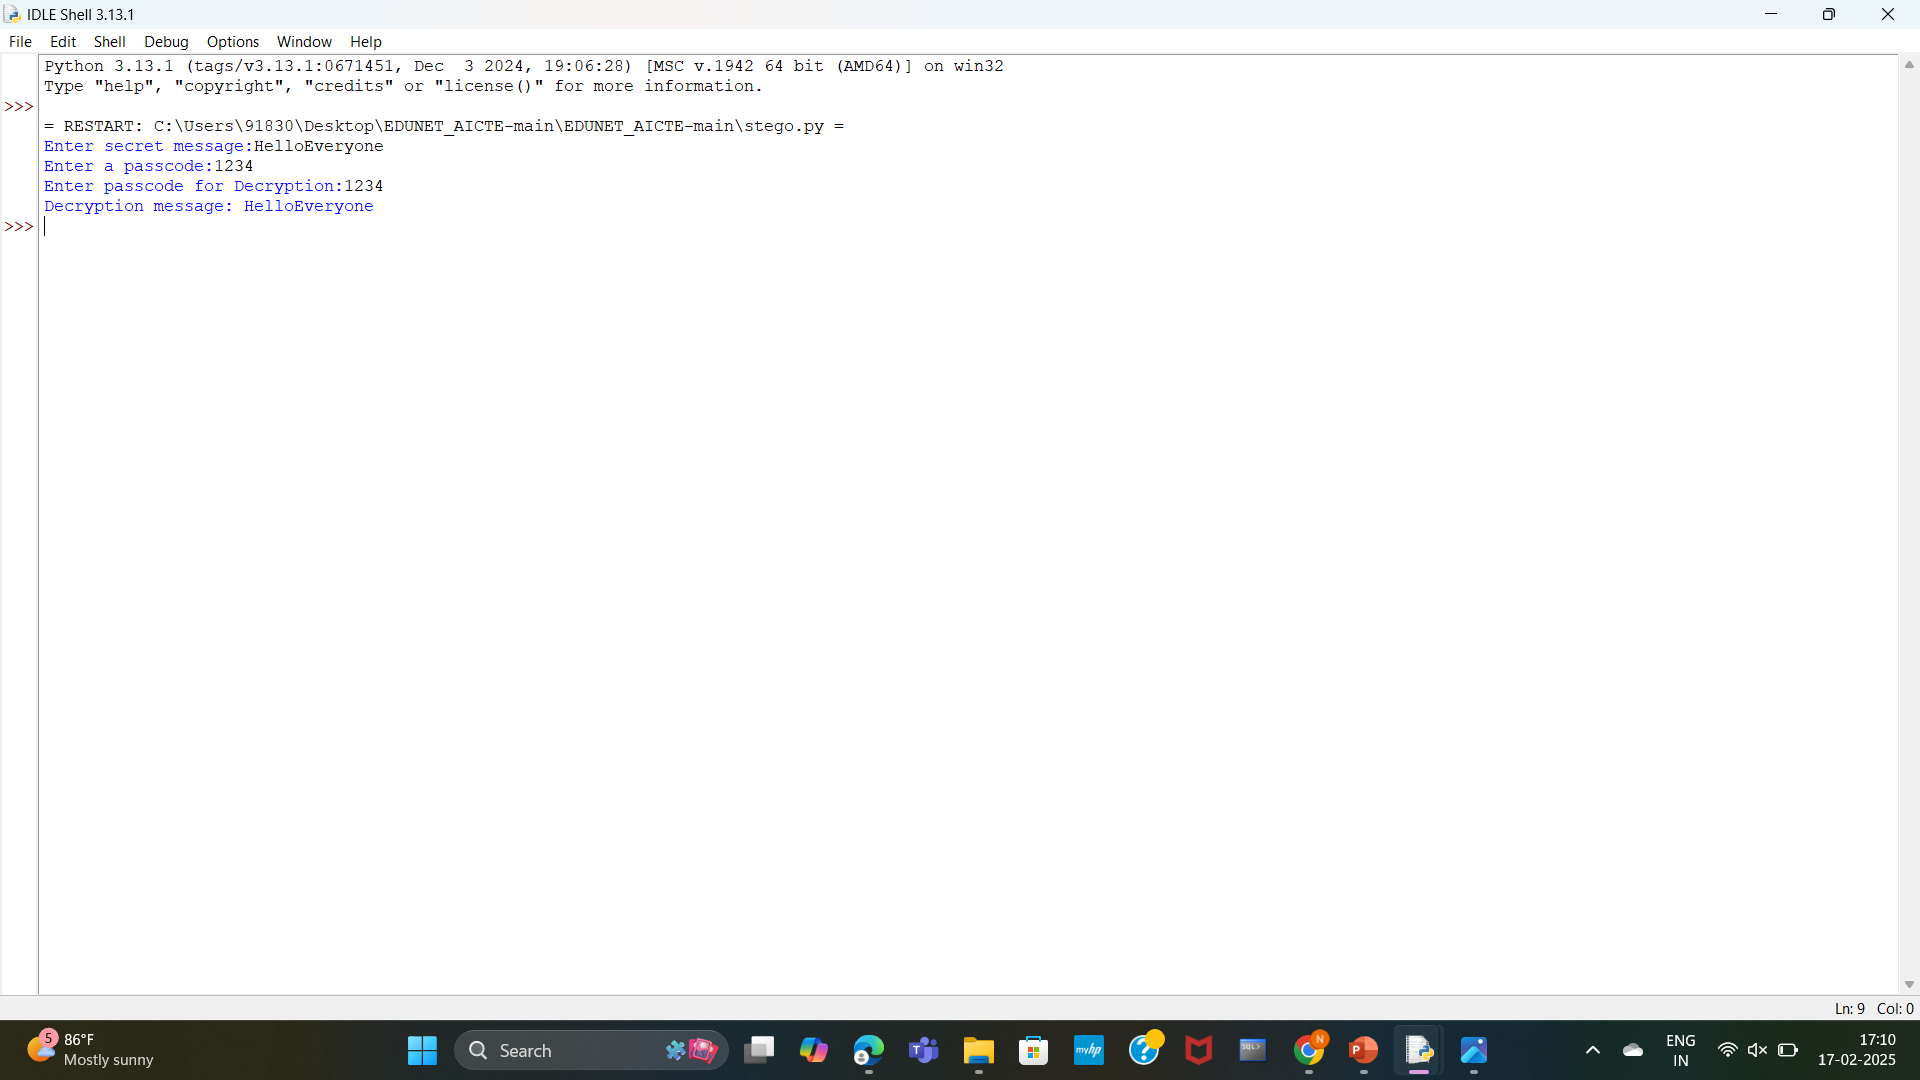 IDLE Shell 3.13.1
File Edit Shell Debug Options Window Help
Python 3.13.1 (tags/v3.13.1:0671451, Dec  3 2024, 19:06:28) [MSC v.1942 64 bit (AMD64)] on win32
Type "help", "copyright", "credits" or "license()" for more information.
>>>
= RESTART: C:\Users\91830\Desktop\EDUNET_AICTE-main\EDUNET_AICTE-main\stego.py =
Enter secret message:HelloEveryone
Enter a passcode:1234
Enter passcode for Decryption:1234
Decryption message: HelloEveryone
>>>
Ln: 9 Col: 0
5 86°F
Mostly sunny
Search
T
myhp
?
SQL>
N
P
ENG
IN
17:10
17-02-2025